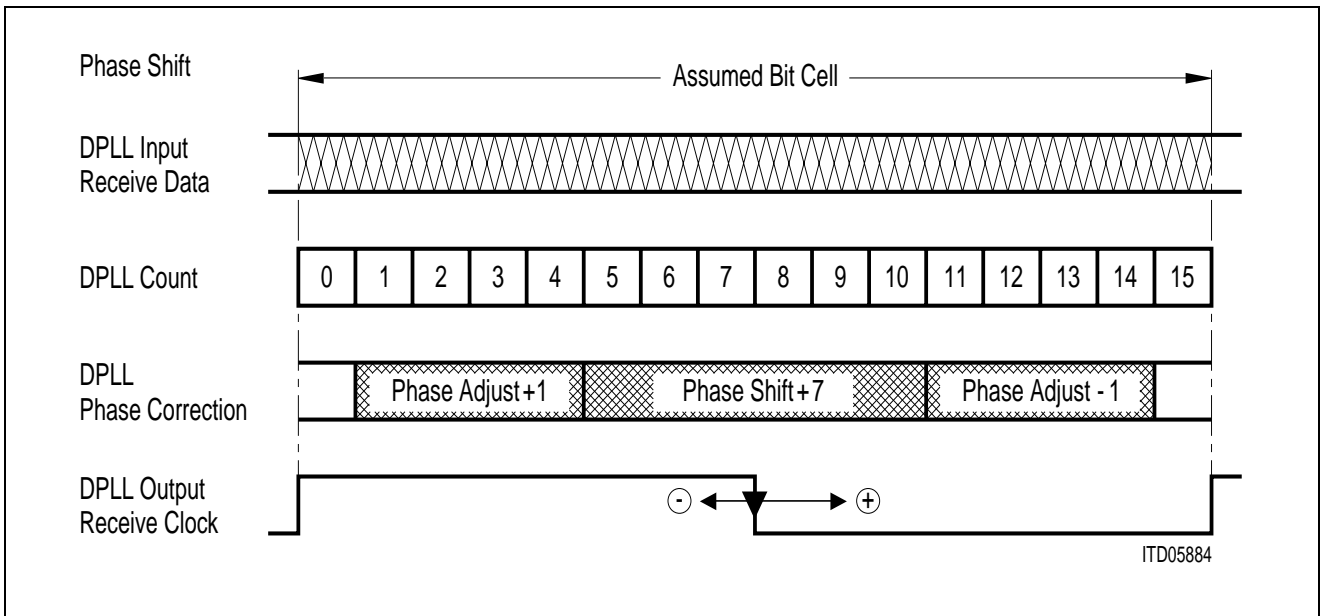 Phase Shift
Assumed Bit Cell
DPLL Input
Receive Data
DPLL Count
0 1 2 3 4 5 6 7 8 9 10 11 12 13 14 15
DPLL
Phase Correction
Phase Adjust +1
Phase Shift +7
Phase Adjust - 1
DPLL Output
Receive Clock
- +
ITD05884